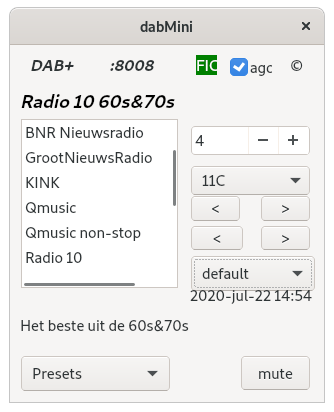 dabMini ×
DAB+ :8008 FIC agc ©
Radio 10 60s&70s
BNR Nieuwsradio
GrootNieuwsRadio
KINK
Qmusic
Qmusic non-stop
Radio 10
4 − +
11C
< >
< >
default
2020-jul-22 14:54
Het beste uit de 60s&70s
Presets mute